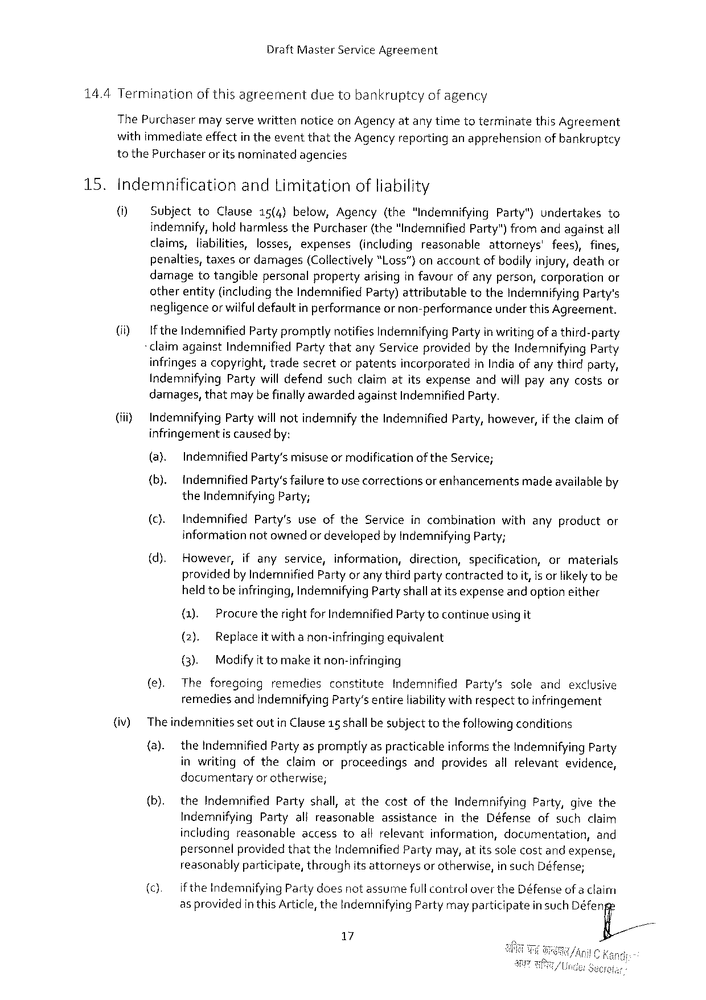 Draft Master Service Agreement
14.4 Termination of this agreement due to bankruptcy of agency
The Purchaser may serve written notice on Agency at any time to terminate this Agreement
with immediate effect in the event that the Agency reporting an apprehension of bankruptcy
to the Purchaser or its nominated agencies
15. Indemnification and Limitation of liability
(i) Subject to Clause 15(4) below, Agency (the "Indemnifying Party") undertakes to
indemnify, hold harmless the Purchaser (the "Indemnified Party") from and against all
claims, liabilities, losses, expenses (including reasonable attorneys' fees), fines,
penalties, taxes or damages (Collectively "Loss") on account of bodily injury, death or
damage to tangible personal property arising in favour of any person, corporation or
other entity (including the Indemnified Party) attributable to the Indemnifying Party's
negligence or wilful default in performance or non-performance under this Agreement.
(ii) If the Indemnified Party promptly notifies Indemnifying Party in writing of a third-party
claim against Indemnified Party that any Service provided by the Indemnifying Party
infringes a copyright, trade secret or patents incorporated in India of any third party,
Indemnifying Party will defend such claim at its expense and will pay any costs or
damages, that may be finally awarded against Indemnified Party.
(iii) Indemnifying Party will not indemnify the Indemnified Party, however, if the claim of
infringement is caused by:
(a). Indemnified Party's misuse or modification of the Service;
(b). Indemnified Party's failure to use corrections or enhancements made available by
the Indemnifying Party;
(c). Indemnified Party's use of the Service in combination with any product or
information not owned or developed by Indemnifying Party;
(d). However, if any service, information, direction, specification, or materials
provided by Indemnified Party or any third party contracted to it, is or likely to be
held to be infringing, Indemnifying Party shall at its expense and option either
(1). Procure the right for Indemnified Party to continue using it
(2). Replace it with a non-infringing equivalent
(3). Modify it to make it non-infringing
(e). The foregoing remedies constitute Indemnified Party's sole and exclusive
remedies and Indemnifying Party's entire liability with respect to infringement
(iv) The indemnities set out in Clause 15 shall be subject to the following conditions
(a). the Indemnified Party as promptly as practicable informs the Indemnifying Party
in writing of the claim or proceedings and provides all relevant evidence,
documentary or otherwise;
(b). the Indemnified Party shall, at the cost of the Indemnifying Party, give the
Indemnifying Party all reasonable assistance in the Défense of such claim
including reasonable access to all relevant information, documentation, and
personnel provided that the Indemnified Party may, at its sole cost and expense,
reasonably participate, through its attorneys or otherwise, in such Défense;
(c). if the Indemnifying Party does not assume full control over the Défense of a claim
as provided in this Article, the Indemnifying Party may participate in such Défense
17
अनिल चन्द /Anil C
अवर सचिव/Under Secretary